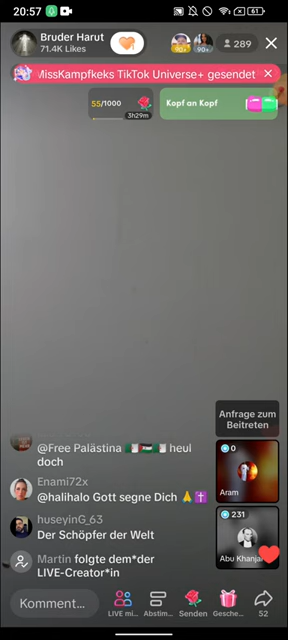 20:57
61
Bruder Harut
71.4K Likes
90+
90+
289
MissKampfkeks TikTok Universe+ gesendet
55/1000
3h29m
Kopf an Kopf
Anfrage zum
Beitreten
@Free Palästina 🇩🇿🇵🇸🇩🇿 heul
doch
0
Aram
Enami72x
@halihalo Gott segne Dich 🙏✝️
huseyinG_63
Der Schöpfer der Welt
231
Abu Khanja
Martin folgte dem*der
LIVE-Creator*in
Komment...
LIVE mi...
Abstim...
Senden
Gesche...
52